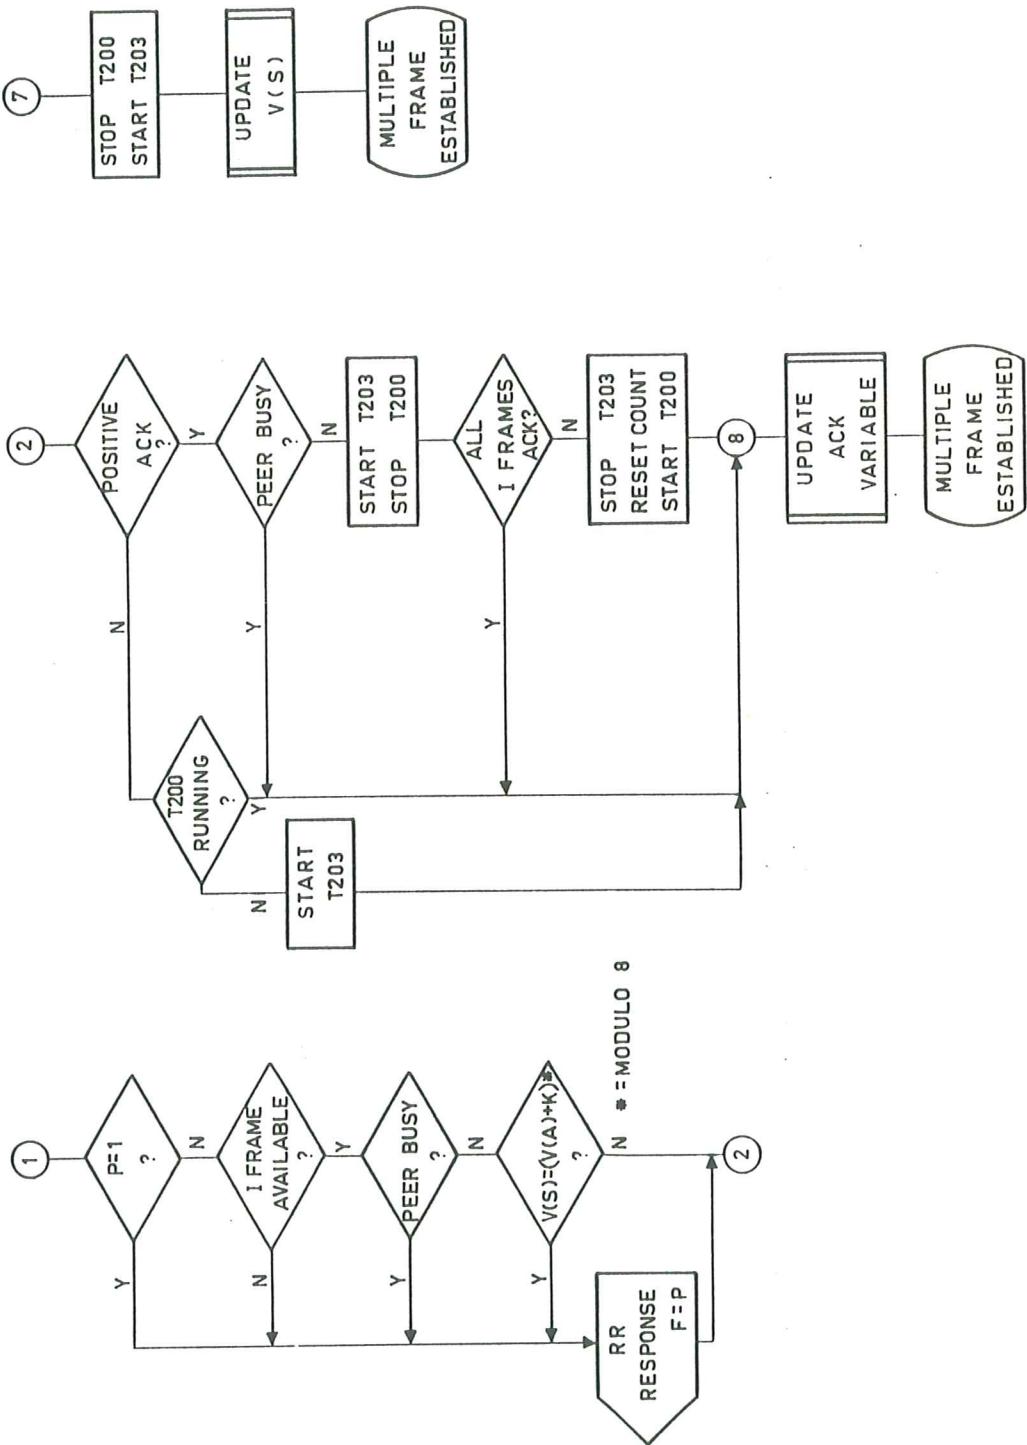 1
P=1
?
Y
N
I FRAME
AVAILABLE
?
N
Y
PEER BUSY
?
Y
N
V(S)=(V(A)+K)*
?
Y
N
* =MODULO 8
RR
RESPONSE
F=P
2
2
POSITIVE
ACK
?
N
Y
T200
RUNNING
?
Y
N
START
T203
PEER BUSY
?
Y
N
START T203
STOP T200
ALL
I FRAMES
ACK?
Y
N
STOP T203
RESET COUNT
START T200
8
UPDATE
ACK
VARIABLE
MULTIPLE
FRAME
ESTABLISHED
7
STOP T200
START T203
UPDATE
V(S)
MULTIPLE
FRAME
ESTABLISHED